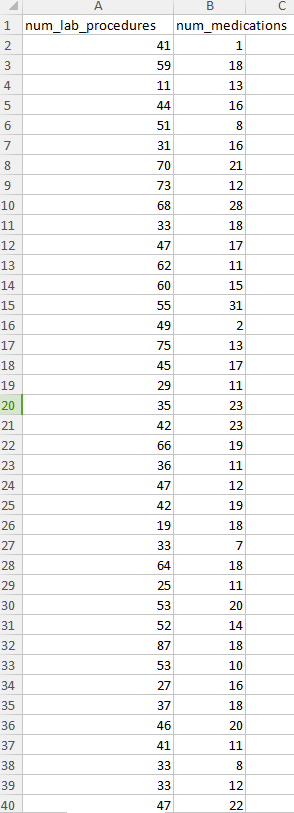 A B C
1 num_lab_procedures num_medications
2 41 1
3 59 18
4 11 13
5 44 16
6 51 8
7 31 16
8 70 21
9 73 12
10 68 28
11 33 18
12 47 17
13 62 11
14 60 15
15 55 31
16 49 2
17 75 13
18 45 17
19 29 11
20 35 23
21 42 23
22 66 19
23 36 11
24 47 12
25 42 19
26 19 18
27 33 7
28 64 18
29 25 11
30 53 20
31 52 14
32 87 18
33 53 10
34 27 16
35 37 18
36 46 20
37 41 11
38 33 8
39 33 12
40 47 22